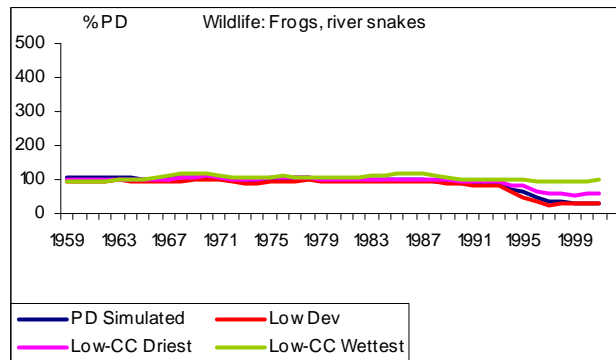 %PD Wildlife: Frogs, river snakes
500
400
300
200
100
0
1959 1963 1967 1971 1975 1979 1983 1987 1991 1995 1999
PD Simulated Low Dev
Low-CC Driest Low-CC Wettest